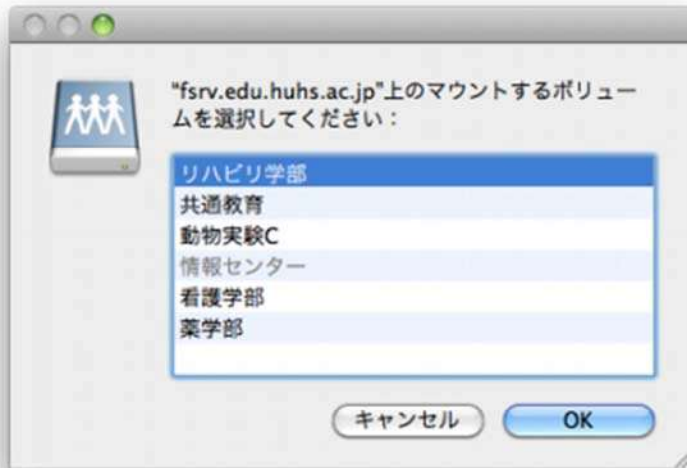 "fsrv.edu.huhs.ac.jp"上のマウントするボリュー
ムを選択してください：
リハビリ学部
共通教育
動物実験C
情報センター
看護学部
薬学部
キャンセル
OK